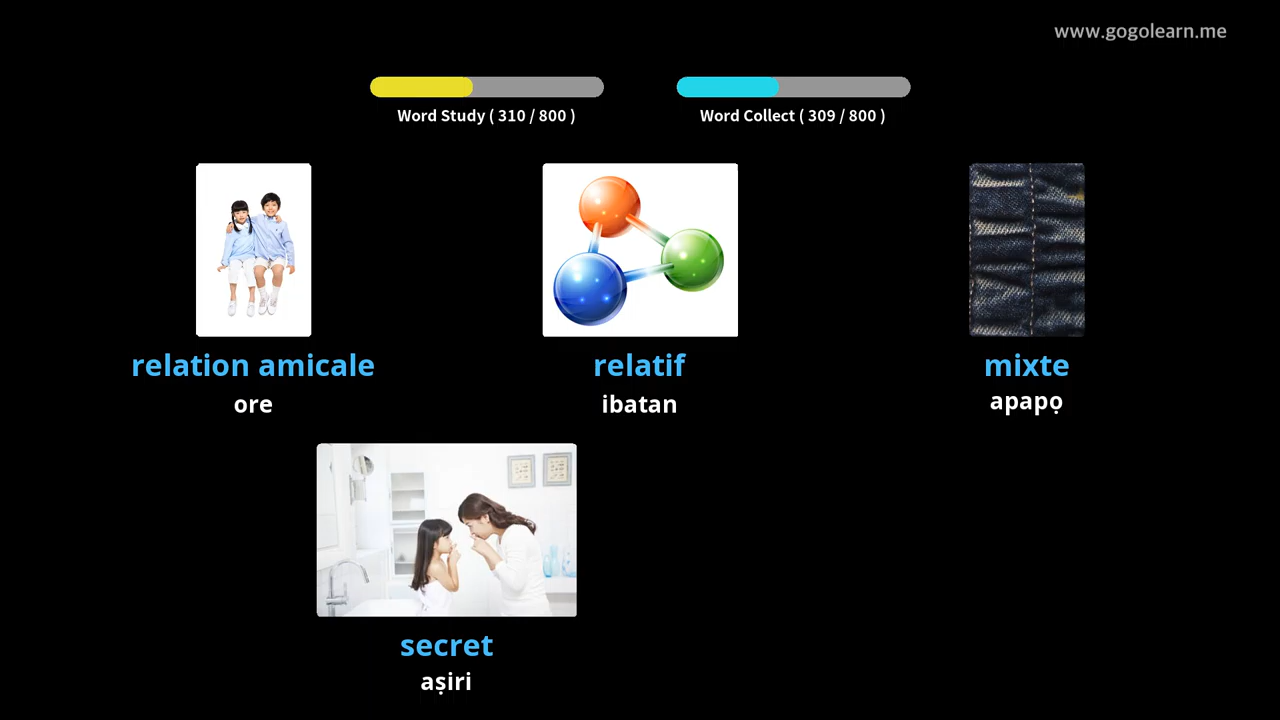 www.gogolearn.me
Word Study ( 310 / 800 )
Word Collect ( 309 / 800 )
relation amicale
ore
relatif
ibatan
mixte
apapọ
secret
aṣiri